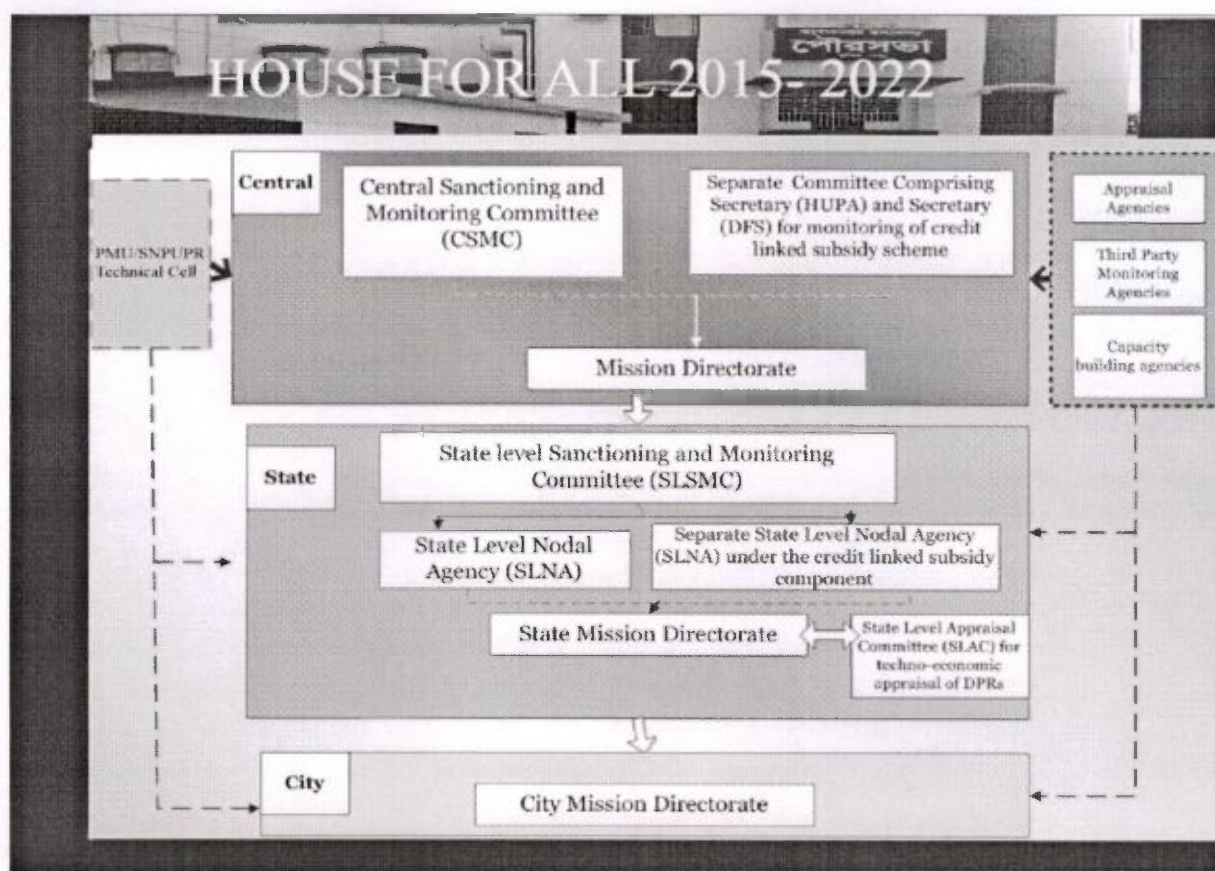 পৌরসভা
HOUSE FOR ALL 2015- 2022
Central
Central Sanctioning and
Monitoring Committee
(CSMC)
Separate Committee Comprising
Secretary (HUPA) and Secretary
(DFS) for monitoring of credit
linked subsidy scheme
Mission Directorate
PMU/SNPUPR
Technical Cell
Appraisal
Agencies
Third Party
Monitoring
Agencies
Capacity
building agencies
State
State level Sanctioning and Monitoring
Committee (SLSMC)
State Level Nodal
Agency (SLNA)
Separate State Level Nodal Agency
(SLNA) under the credit linked subsidy
component
State Mission Directorate
State Level Appraisal
Committee (SLAC) for
techno-economic
appraisal of DPRs
City
City Mission Directorate